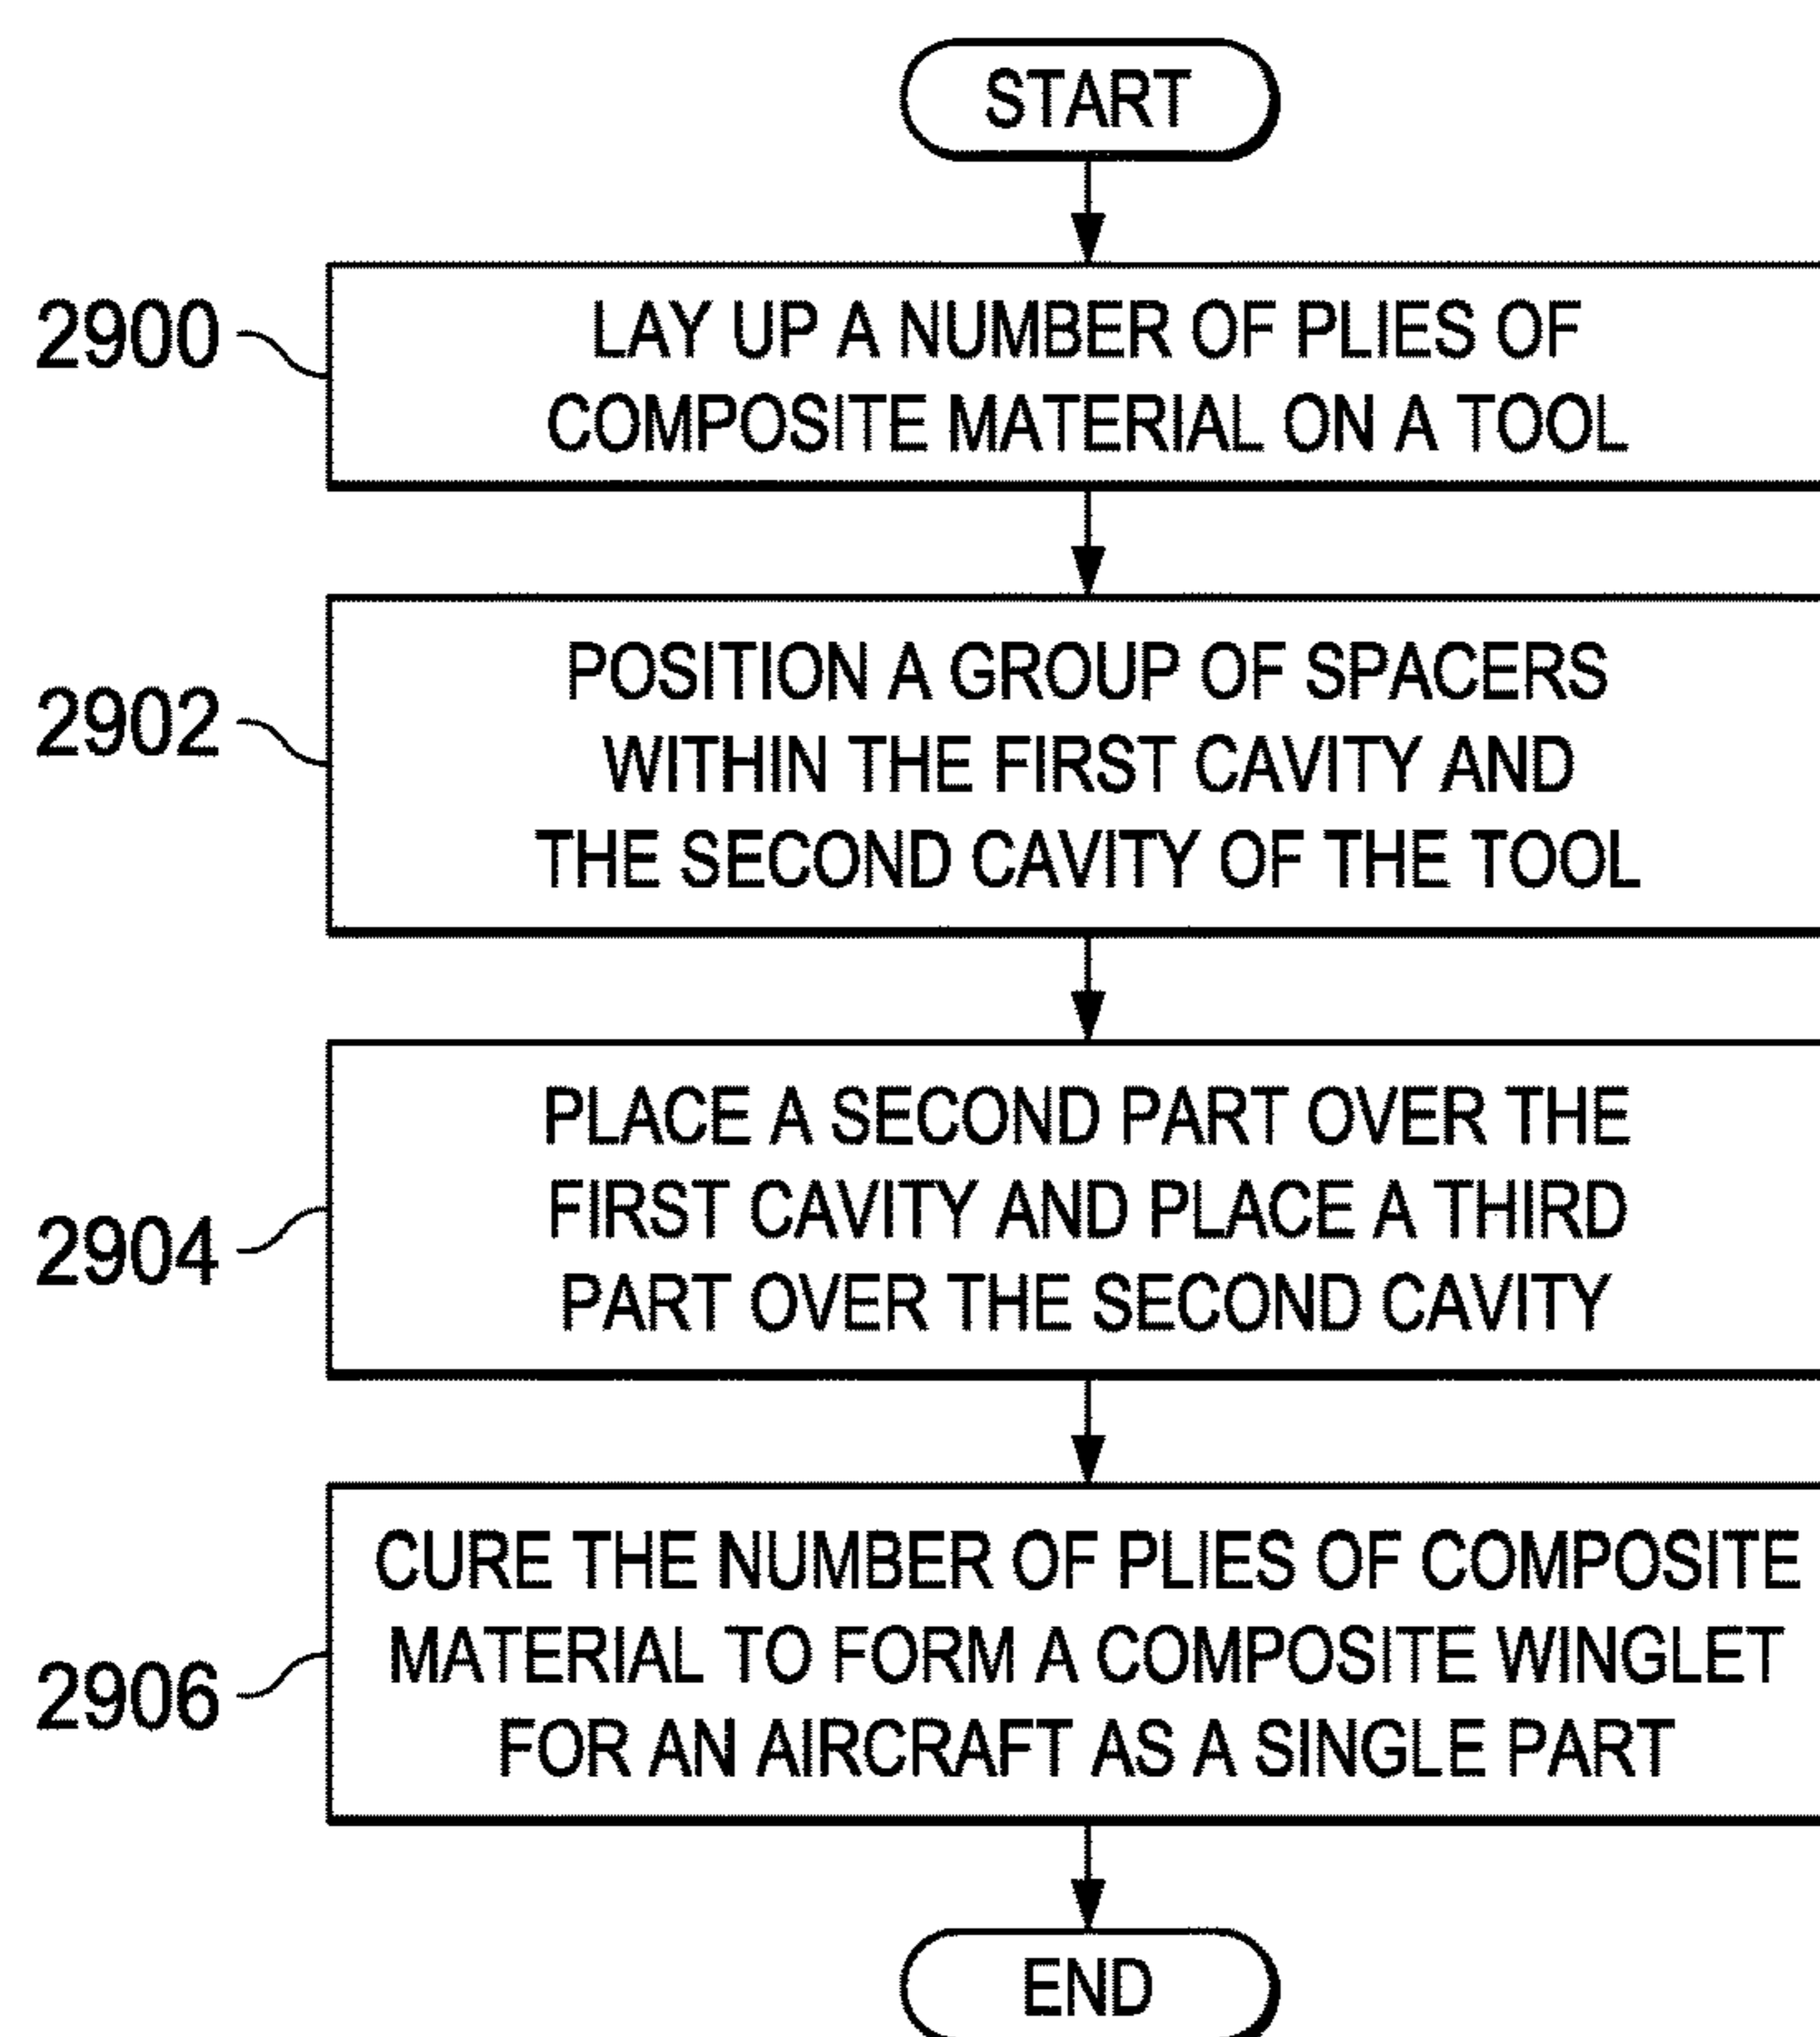 START
2900
LAY UP A NUMBER OF PLIES OF
COMPOSITE MATERIAL ON A TOOL
2902
POSITION A GROUP OF SPACERS
WITHIN THE FIRST CAVITY AND
THE SECOND CAVITY OF THE TOOL
2904
PLACE A SECOND PART OVER THE
FIRST CAVITY AND PLACE A THIRD
PART OVER THE SECOND CAVITY
2906
CURE THE NUMBER OF PLIES OF COMPOSITE
MATERIAL TO FORM A COMPOSITE WINGLET
FOR AN AIRCRAFT AS A SINGLE PART
END